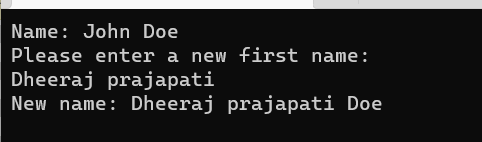 Name: John Doe
Please enter a new first name:
Dheeraj prajapati
New name: Dheeraj prajapati Doe